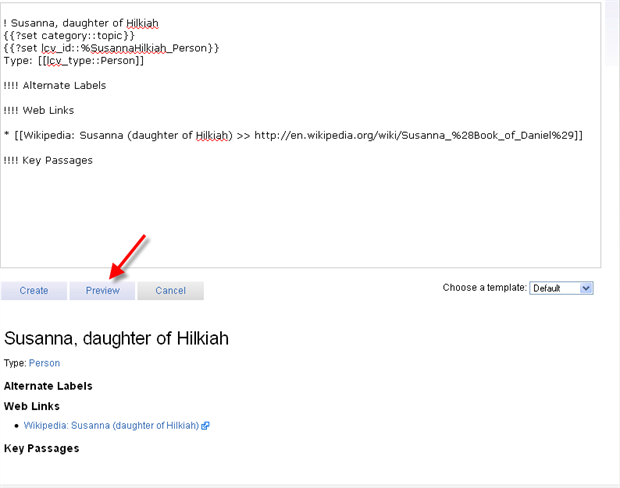 ! Susanna, daughter of Hilkiah
{{?set category::topic}}
{{?set lcv_id::%SusannaHilkiah_Person}}
Type: [[lcv_type::Person]]
!!!! Alternate Labels
!!!! Web Links
* [[Wikipedia: Susanna (daughter of Hilkiah) >> http://en.wikipedia.org/wiki/Susanna_%28Book_of_Daniel%29]]
!!!! Key Passages
Create Preview Cancel Choose a template: Default
Susanna, daughter of Hilkiah
Type: Person
Alternate Labels
Web Links
• Wikipedia: Susanna (daughter of Hilkiah)
Key Passages